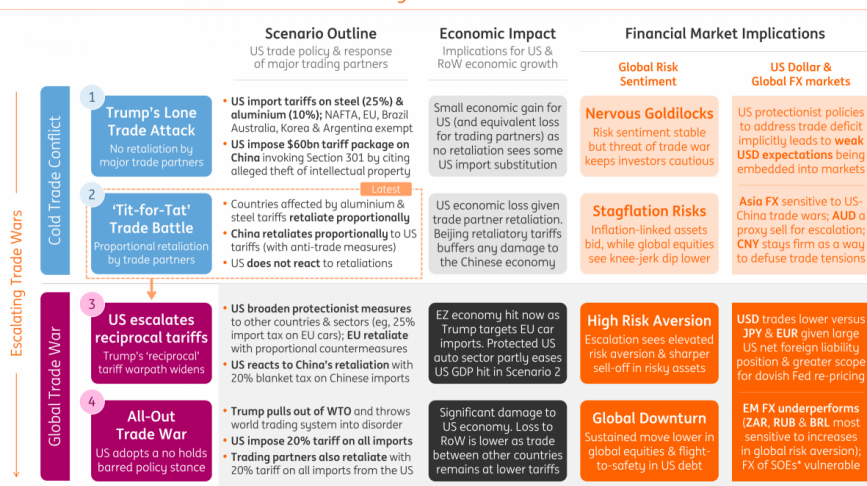 Scenario Outline
US trade policy & response
of major trading partners
Economic Impact
Implications for US &
RoW economic growth
Financial Market Implications
Global Risk
Sentiment
US Dollar &
Global FX markets
Escalating Trade Wars
Cold Trade Conflict
1
Trump's Lone
Trade Attack
No retaliation by
major trade partners
• US import tariffs on steel (25%) &
aluminium (10%); NAFTA, EU, Brazil
Australia, Korea & Argentina exempt
• US impose $60bn tariff package on
China invoking Section 301 by citing
alleged theft of intellectual property
Small economic gain for
US (and equivalent loss
for trading partners) as
no retaliation sees some
US import substitution
Nervous Goldilocks
Risk sentiment stable
but threat of trade war
keeps investors cautious
US protectionist policies
to address trade deficit
implicitly leads to weak
USD expectations being
embedded into markets
Latest
2
'Tit-for-Tat'
Trade Battle
Proportional retaliation
by trade partners
• Countries affected by aluminium &
steel tariffs retaliate proportionally
• China retaliates proportionally to US
tariffs (with anti-trade measures)
• US does not react to retaliations
US economic loss given
trade partner retaliation.
Beijing retaliatory tariffs
buffers any damage to
the Chinese economy
Stagflation Risks
Inflation-linked assets
bid, while global equities
see knee-jerk dip lower
Asia FX sensitive to US-
China trade wars; AUD a
proxy sell for escalation;
CNY stays firm as a way
to defuse trade tensions
Global Trade War
3
US escalates
reciprocal tariffs
Trump's 'reciprocal'
tariff warpath widens
• US broaden protectionist measures
to other countries & sectors (eg, 25%
import tax on EU cars); EU retaliate
with proportional countermeasures
• US reacts to China's retaliation with
20% blanket tax on Chinese imports
EZ economy hit now as
Trump targets EU car
imports. Protected US
auto sector partly eases
US GDP hit in Scenario 2
High Risk Aversion
Escalation sees elevated
risk aversion & sharper
sell-off in risky assets
USD trades lower versus
JPY & EUR given large
US net foreign liability
position & greater scope
for dovish Fed re-pricing
4
All-Out
Trade War
US adopts a no holds
barred policy stance
• Trump pulls out of WTO and throws
world trading system into disorder
• US impose 20% tariff on all imports
• Trading partners also retaliate with
20% tariff on all imports from the US
Significant damage to
US economy. Loss to
RoW is lower as trade
between other countries
remains at lower tariffs
Global Downturn
Sustained move lower in
global equities & flight-
to-safety in US debt
EM FX underperforms
(ZAR, RUB & BRL most
sensitive to increases
in global risk aversion);
FX of SOEs* vulnerable